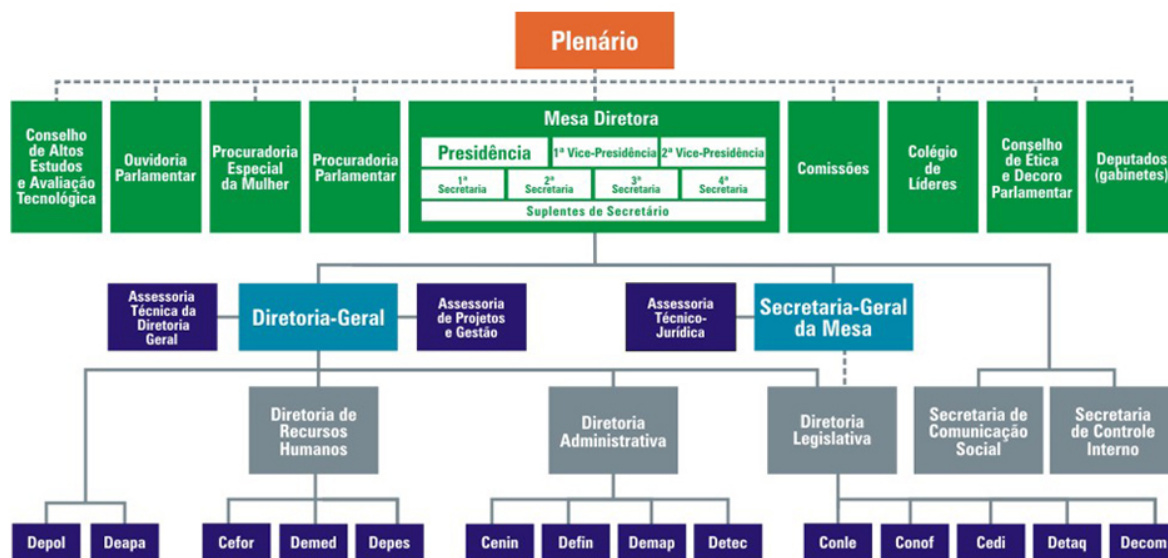 Plenário
Conselho
de Altos
Estudos
e Avaliação
Tecnológica
Ouvidoria
Parlamentar
Procuradoria
Especial
da Mulher
Procuradoria
Parlamentar
Mesa Diretora
Presidência
1ª Vice-Presidência
2ª Vice-Presidência
1ª
Secretaria
2ª
Secretaria
3ª
Secretaria
4ª
Secretaria
Suplentes de Secretário
Comissões
Colégio
de
Líderes
Conselho
de Ética
e Decoro
Parlamentar
Deputados
(gabinetes)
Assessoria
Técnica da
Diretoria
Geral
Diretoria-Geral
Assessoria
de Projetos
e Gestão
Assessoria
Técnico-
Jurídica
Secretaria-Geral
da Mesa
Diretoria de
Recursos
Humanos
Diretoria
Administrativa
Diretoria
Legislativa
Secretaria de
Comunicação
Social
Secretaria
de Controle
Interno
Depol
Deapa
Cefor
Demed
Depes
Cenin
Defin
Demap
Detec
Conle
Conof
Cedi
Detaq
Decom